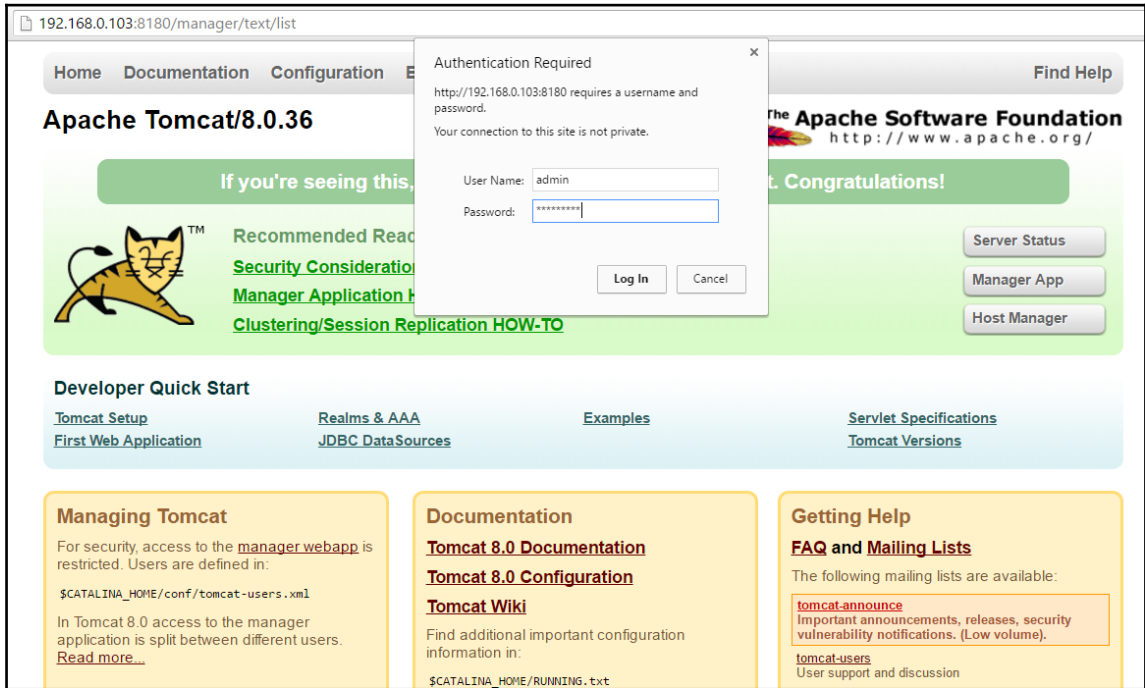 192.168.0.103:8180/manager/text/list
Authentication Required
http://192.168.0.103:8180 requires a username and
password.
Your connection to this site is not private.
User Name: admin
Password: *********
Log In Cancel
Home Documentation Configuration E Find Help
Apache Tomcat/8.0.36
The Apache Software Foundation
http://www.apache.org/
If you're seeing this, t. Congratulations!
TM
Recommended Read
Security Consideration
Manager Application H
Clustering/Session Replication HOW-TO
Server Status
Manager App
Host Manager
Developer Quick Start
Tomcat Setup
First Web Application
Realms & AAA
JDBC DataSources
Examples
Servlet Specifications
Tomcat Versions
Managing Tomcat
For security, access to the manager webapp is
restricted. Users are defined in:
$CATALINA_HOME/conf/tomcat-users.xml
In Tomcat 8.0 access to the manager
application is split between different users.
Read more...
Documentation
Tomcat 8.0 Documentation
Tomcat 8.0 Configuration
Tomcat Wiki
Find additional important configuration
information in:
$CATALINA_HOME/RUNNING.txt
Getting Help
FAQ and Mailing Lists
The following mailing lists are available:
tomcat-announce
Important announcements, releases, security
vulnerability notifications. (Low volume).
tomcat-users
User support and discussion